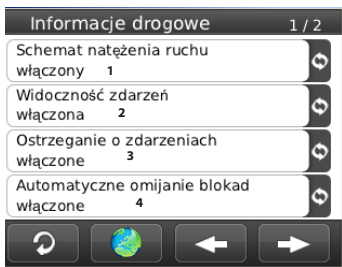 Informacje drogowe 1 / 2
Schemat natężenia ruchu
włączony 1
Widoczność zdarzeń
włączona 2
Ostrzeganie o zdarzeniach
włączone 3
Automatyczne omijanie blokad
włączone 4